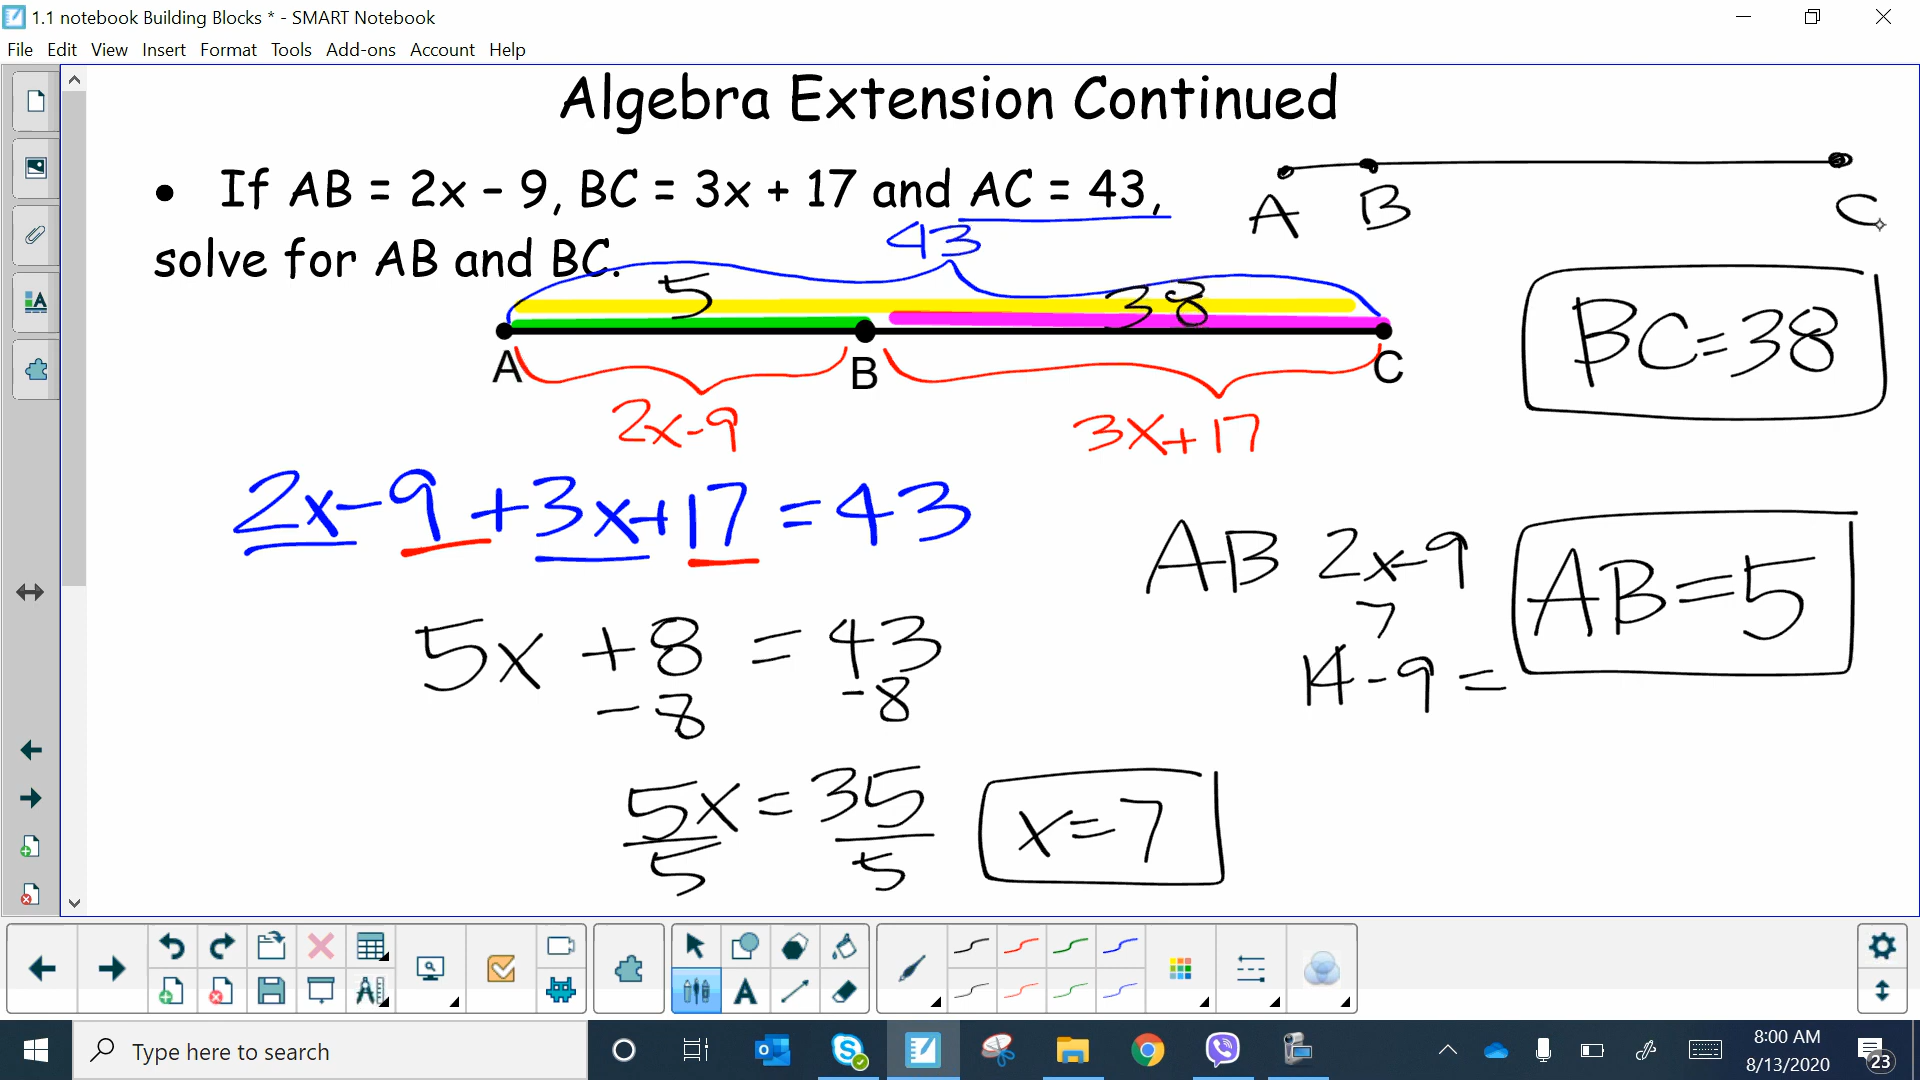 1.1 notebook Building Blocks * - SMART Notebook
File Edit View Insert Format Tools Add-ons Account Help
Algebra Extension Continued
• If AB = 2x - 9, BC = 3x + 17 and AC = 43,
solve for AB and BC.
A B C
43
5 38
A B C
2x-9 3x+17
BC=38
2x-9+3x+17=43
AB 2x-9
7
14-9=
AB=5
5x+8=43
-8 -8
5x=35
5 5
x=7
Type here to search
8:00 AM
8/13/2020
23